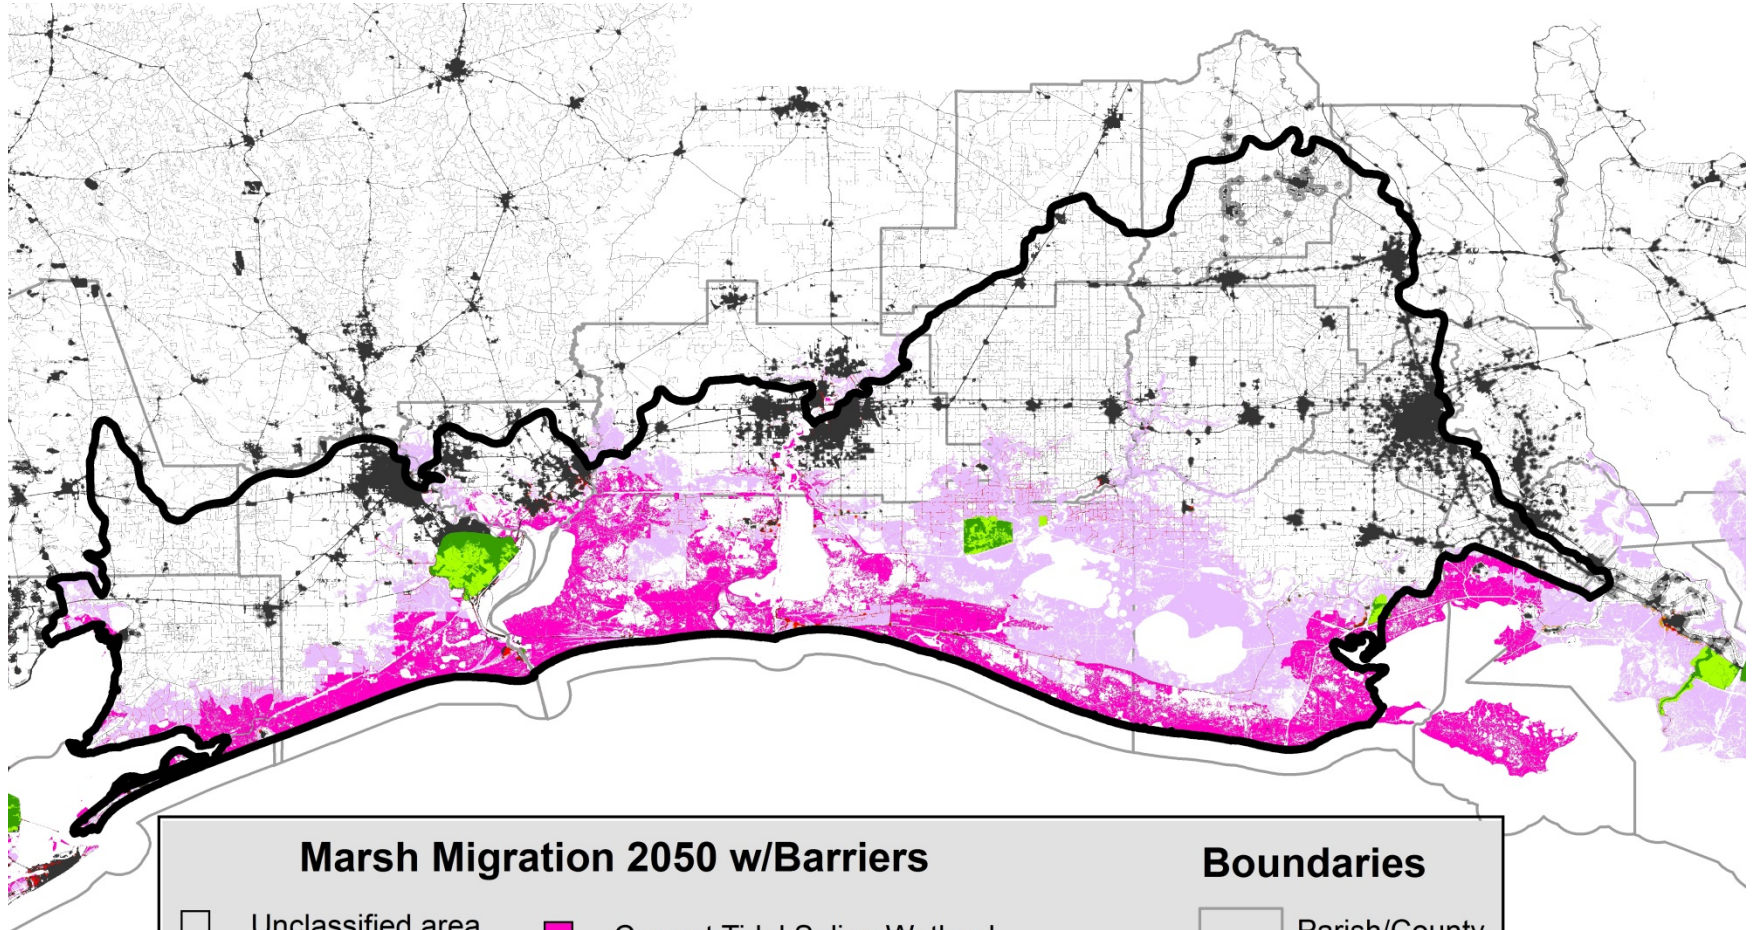 Marsh Migration 2050 w/Barriers
Boundaries
Unclassified area
Parish/County